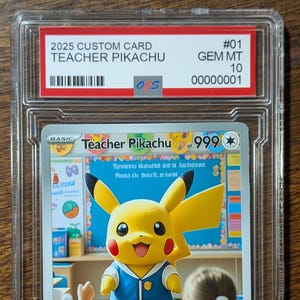 2025 CUSTOM CARD
#01
TEACHER PIKACHU
GEM MT
10
00000001
BASIC
Teacher Pikachu
999